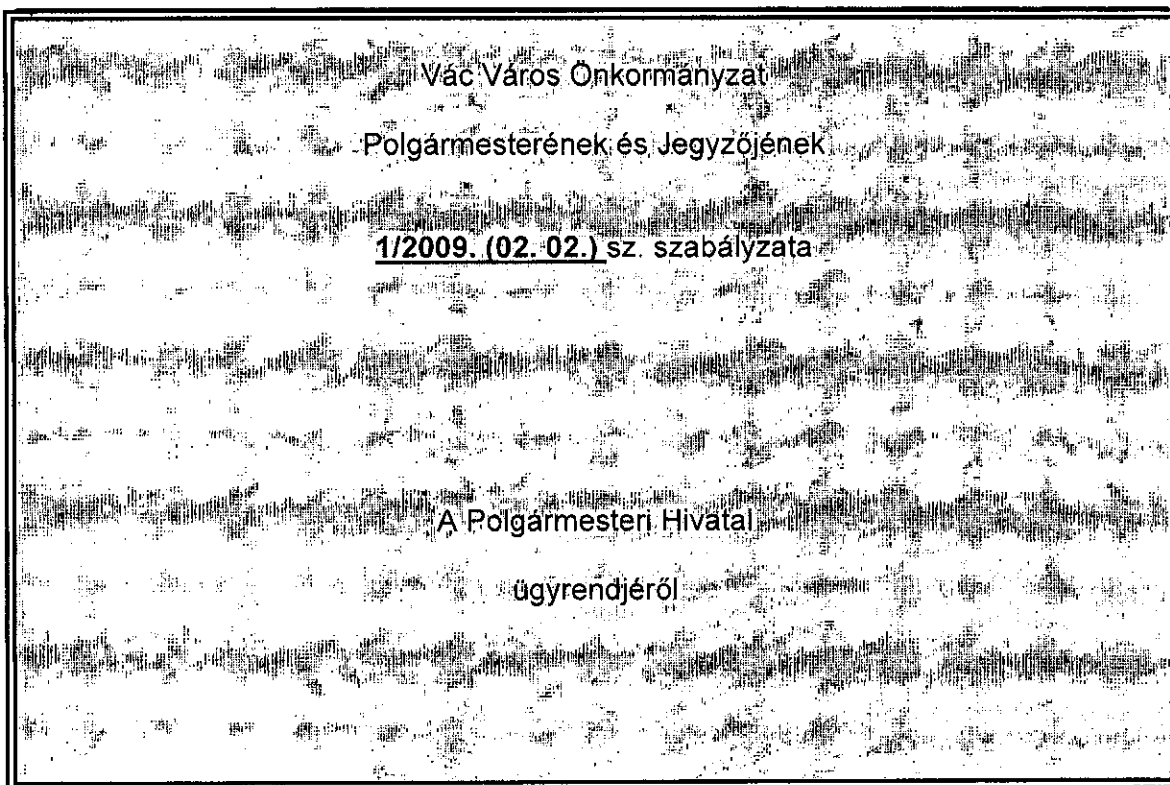 Vác Város Önkormányzat
Polgármesterének és Jegyzőjének
1/2009. (02. 02.) sz. szabályzata
A Polgármesteri Hivatal
ügyrendjéről